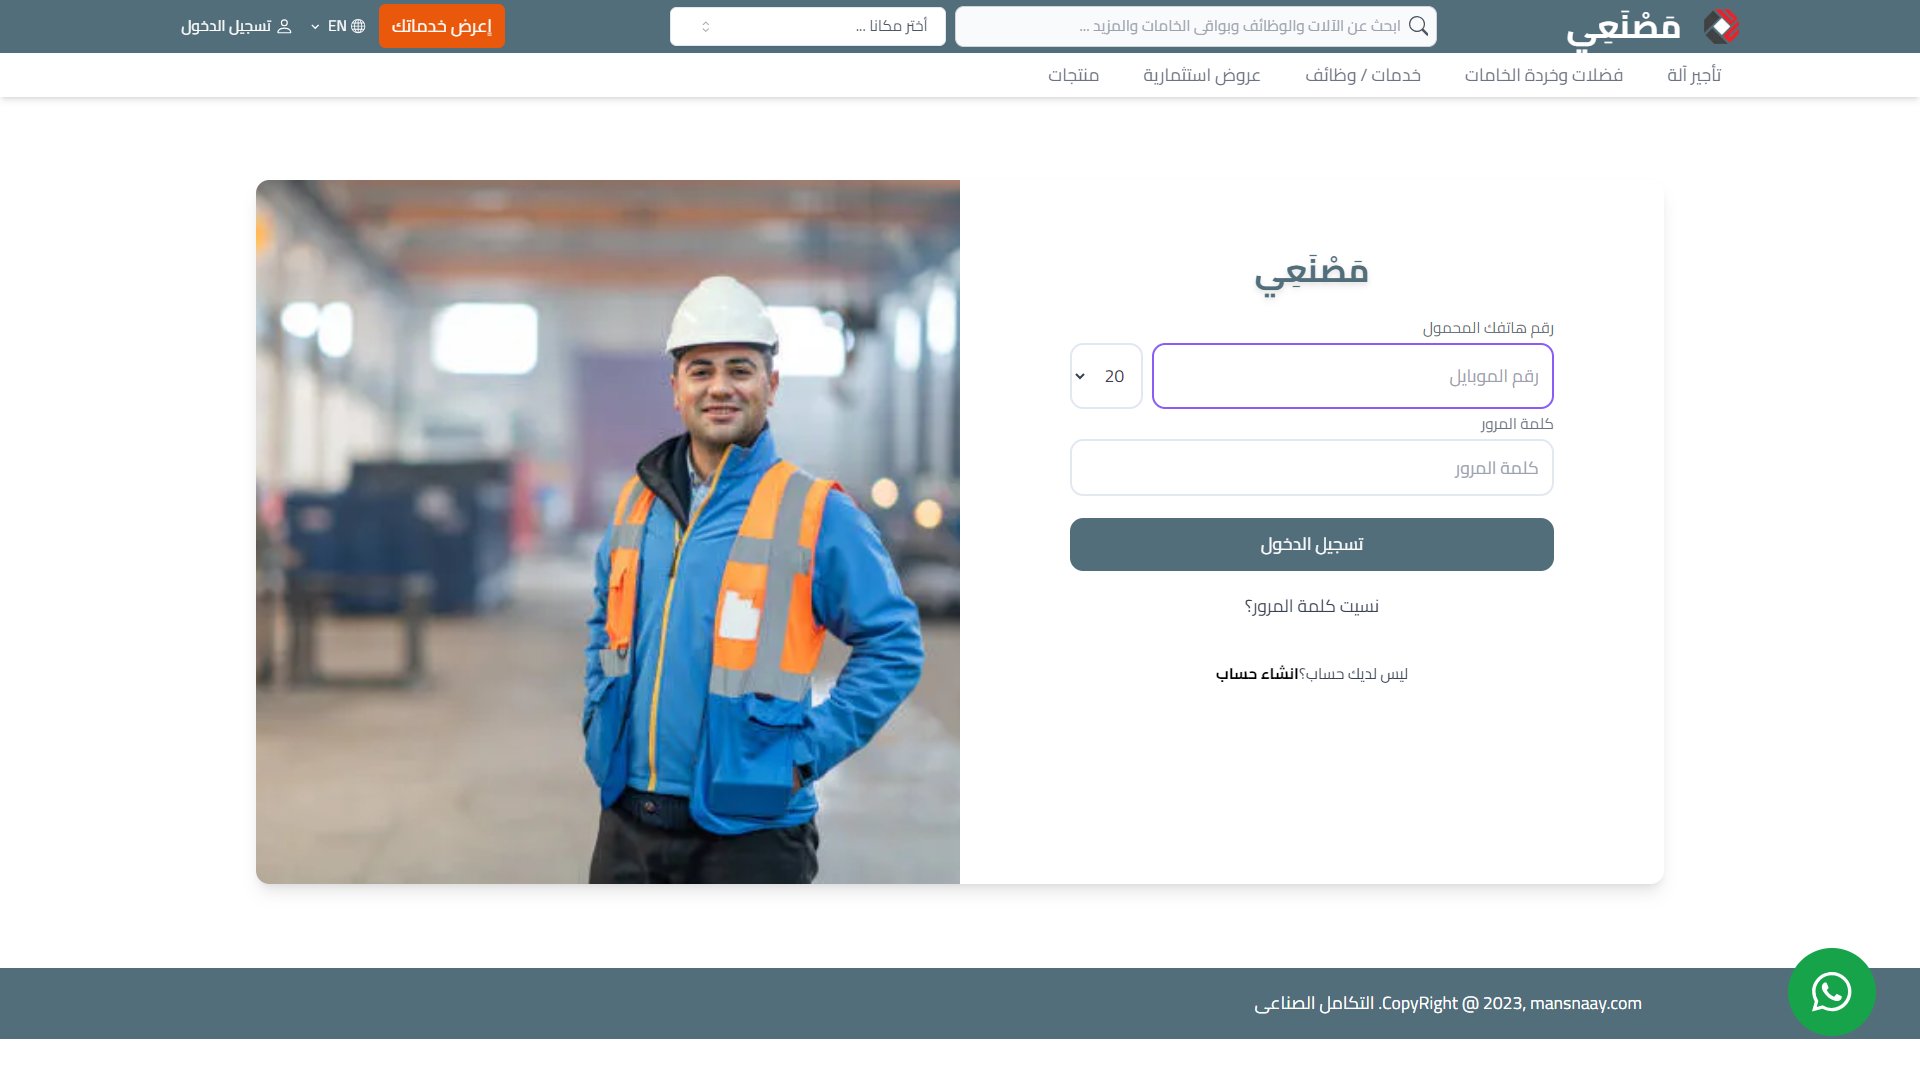 مَصْنَعِي
ابحث عن الآلات والوظائف وبواقى الخامات والمزيد ...
أختر مكانا ...
إعرض خدماتك
EN
تسجيل الدخول
تأجير آلة
فضلات وخردة الخامات
خدمات / وظائف
عروض استثمارية
منتجات
مَصْنَعِي
رقم هاتفك المحمول
رقم الموبايل
20
كلمة المرور
كلمة المرور
تسجيل الدخول
نسيت كلمة المرور؟
ليس لديك حساب؟انشاء حساب
CopyRight @ 2023, mansnaay.com. التكامل الصناعى